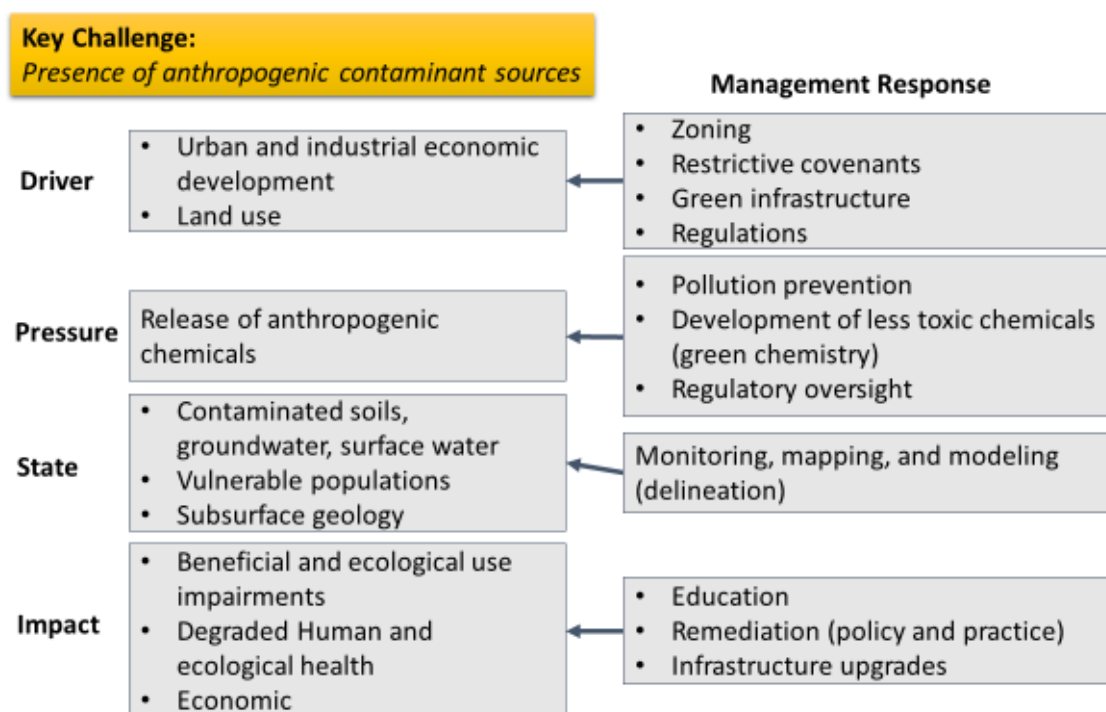 Key Challenge:
Presence of anthropogenic contaminant sources
Management Response
Driver
• Urban and industrial economic
development
• Land use
• Zoning
• Restrictive covenants
• Green infrastructure
• Regulations
Pressure
Release of anthropogenic
chemicals
• Pollution prevention
• Development of less toxic chemicals
(green chemistry)
• Regulatory oversight
State
• Contaminated soils,
groundwater, surface water
• Vulnerable populations
• Subsurface geology
Monitoring, mapping, and modeling
(delineation)
Impact
• Beneficial and ecological use
impairments
• Degraded Human and
ecological health
• Economic
• Education
• Remediation (policy and practice)
• Infrastructure upgrades